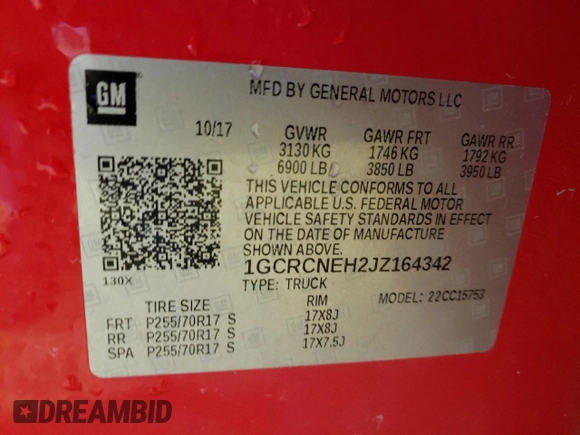 GM
MFD BY GENERAL MOTORS LLC
10/17 GVWR GAWR FRT GAWR RR
3130 KG 1746 KG 1792 KG
6900 LB 3850 LB 3950 LB
THIS VEHICLE CONFORMS TO ALL
APPLICABLE U.S. FEDERAL MOTOR
VEHICLE SAFETY STANDARDS IN EFFECT
ON THE DATE OF MANUFACTURE
SHOWN ABOVE.
130X
1GCRCNEH2JZ164342
TYPE: TRUCK MODEL: 22CC15753
TIRE SIZE RIM
FRT P255/70R17 S 17X8J
RR P255/70R17 S 17X8J
SPA P255/70R17 S 17X7.5J
DREAMBID